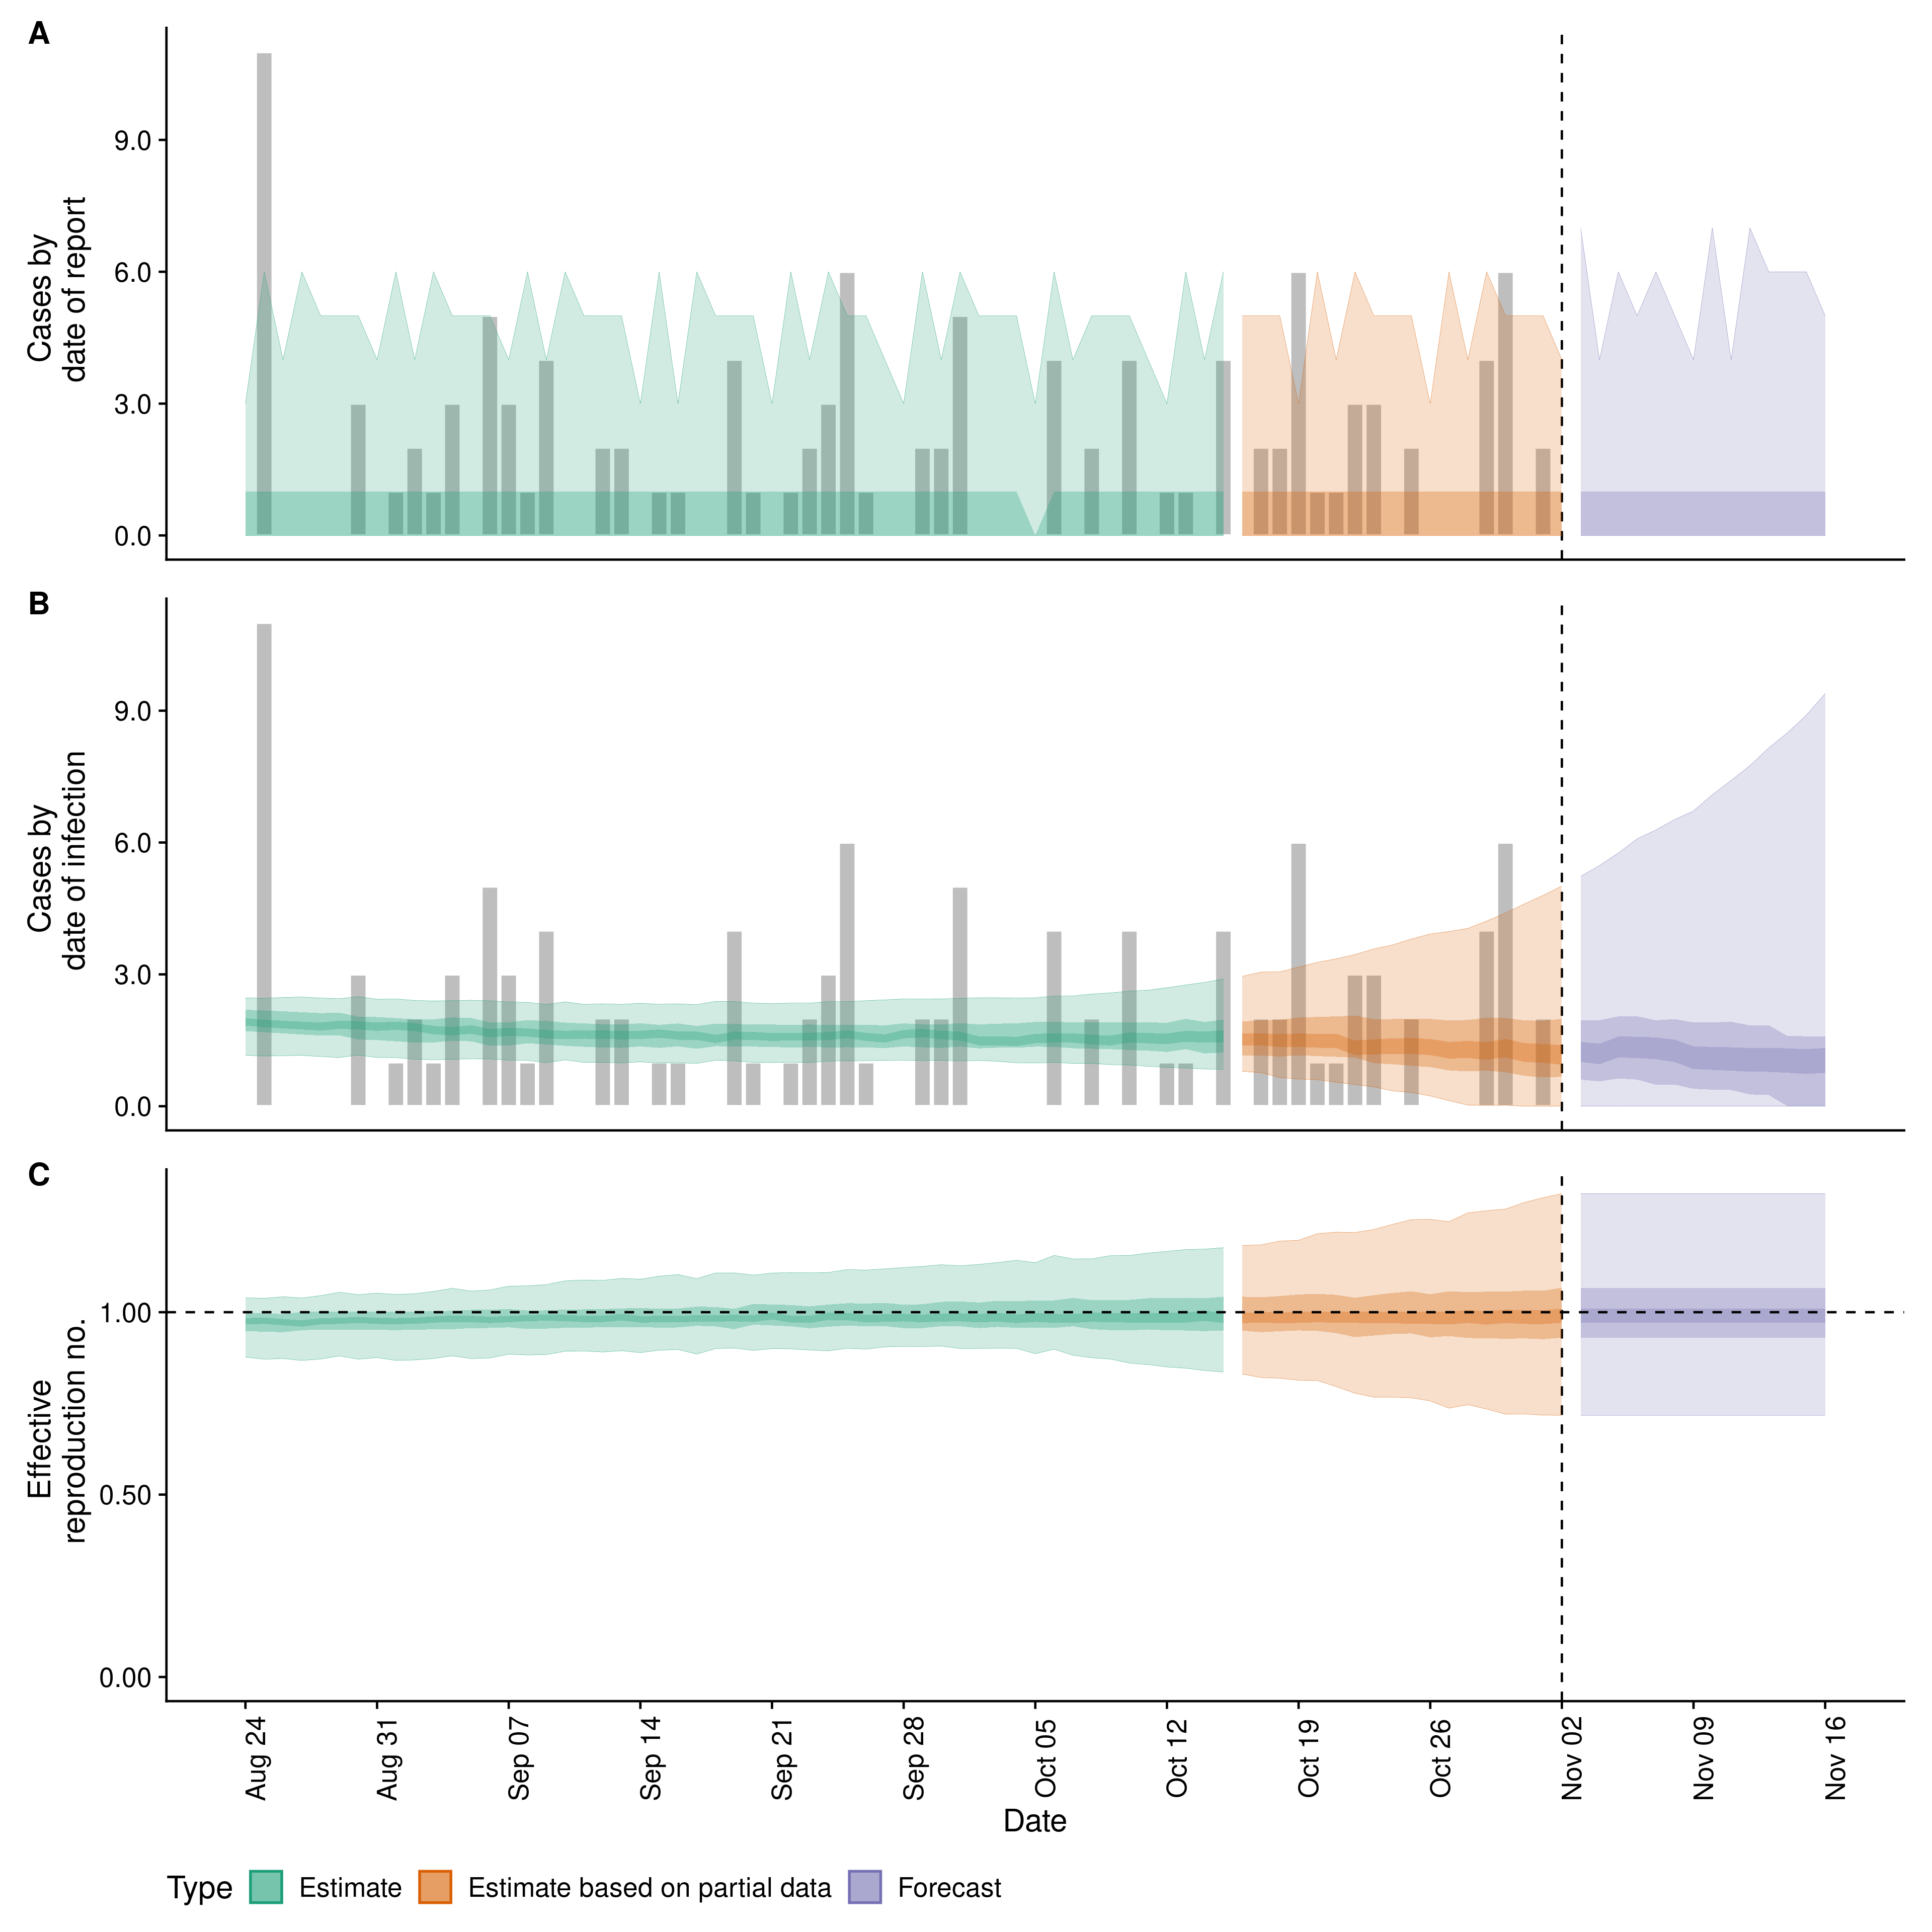 A
Cases by
date of report
9.0
6.0
3.0
0.0
B
Cases by
date of infection
9.0
6.0
3.0
0.0
C
Effective
reproduction no.
1.00
0.50
0.00
Aug 24
Aug 31
Sep 07
Sep 14
Sep 21
Sep 28
Oct 05
Oct 12
Oct 19
Oct 26
Nov 02
Nov 09
Nov 16
Date
Type Estimate Estimate based on partial data Forecast